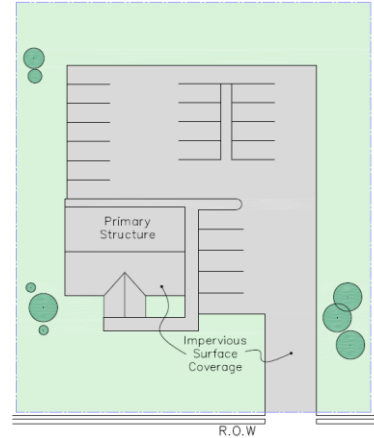 Primary
Structure
Impervious
Surface
Coverage
R.O.W